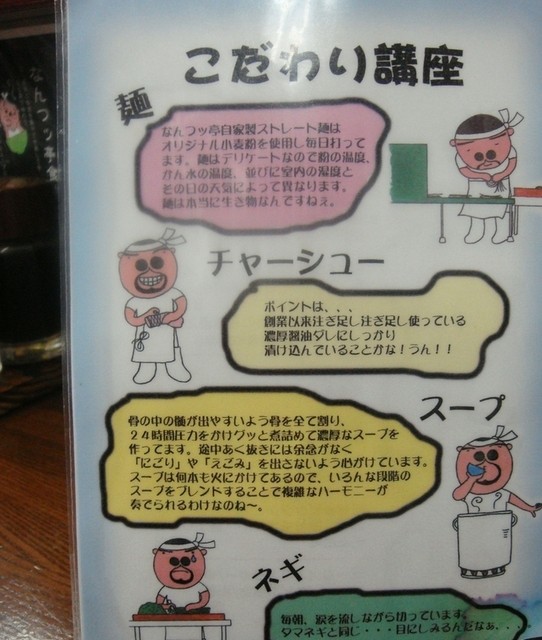 こだわり講座
麺
なんつッ亭自家製ストレート麺は
オリジナル小麦粉を使用し毎日打って
ます。麺はデリケートなので粉の温度、
かん水の温度、並びに室内の湿度と
その日の天気によって異なります。
麺は本当に生き物なんですねぇ。
チャーシュー
ポイントは、、、
創業以来注ぎ足し注ぎ足し使っている
濃厚醤油ダレにしっかり
漬け込んでいることかな！うん！！
スープ
骨の中の髄が出やすいよう骨を全て割り、
24時間圧力をかけグッと煮詰めて濃厚なスープを
作ってます。途中あく抜きには余念がなく
「にごり」や「えごみ」を出さないよう心がけています。
スープは何本も火にかけてあるので、いろんな段階の
スープをブレンドすることで複雑なハーモニーが
奏でられるわけなのね～。
ネギ
毎朝、涙を流しながら切っています。
タマネギと同じ・・・目にしみるんだなぁ、
なんつッ亭